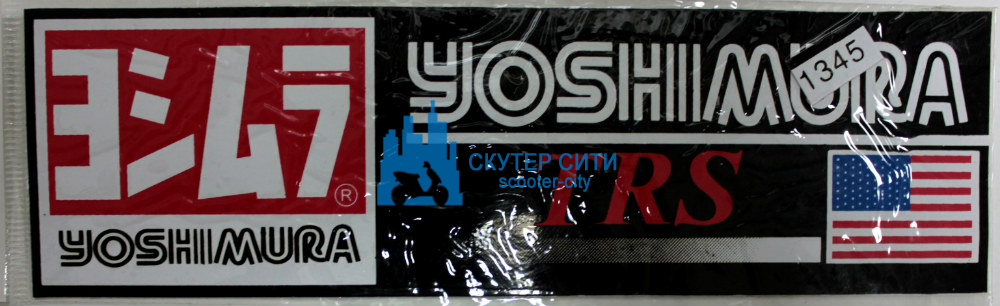 ヨシムラ
®
YOSHIMURA
YOSHIMURA
1345
TRS
СКУТЕР СИТИ
scooter-city